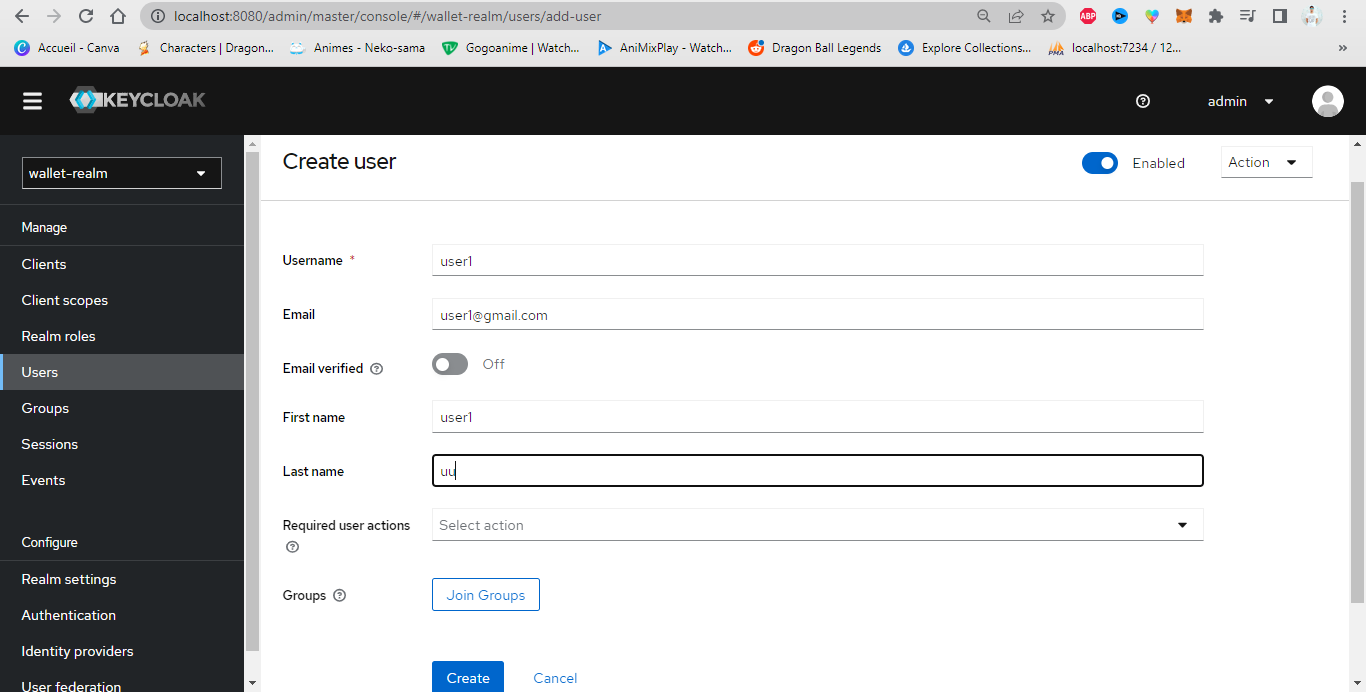 localhost:8080/admin/master/console/#/wallet-realm/users/add-user
ABP
Accueil - Canva
Characters | Dragon...
Animes - Neko-sama
Gogoanime | Watch...
AniMixPlay - Watch...
Dragon Ball Legends
Explore Collections...
PMA
localhost:7234 / 12...
»
KEYCLOAK
admin
wallet-realm
Manage
Clients
Client scopes
Realm roles
Users
Groups
Sessions
Events
Configure
Realm settings
Authentication
Identity providers
User federation
Create user
Enabled
Action
Username *
user1
Email
user1@gmail.com
Email verified
Off
First name
user1
Last name
uu
Required user actions
Select action
Groups
Join Groups
Create
Cancel